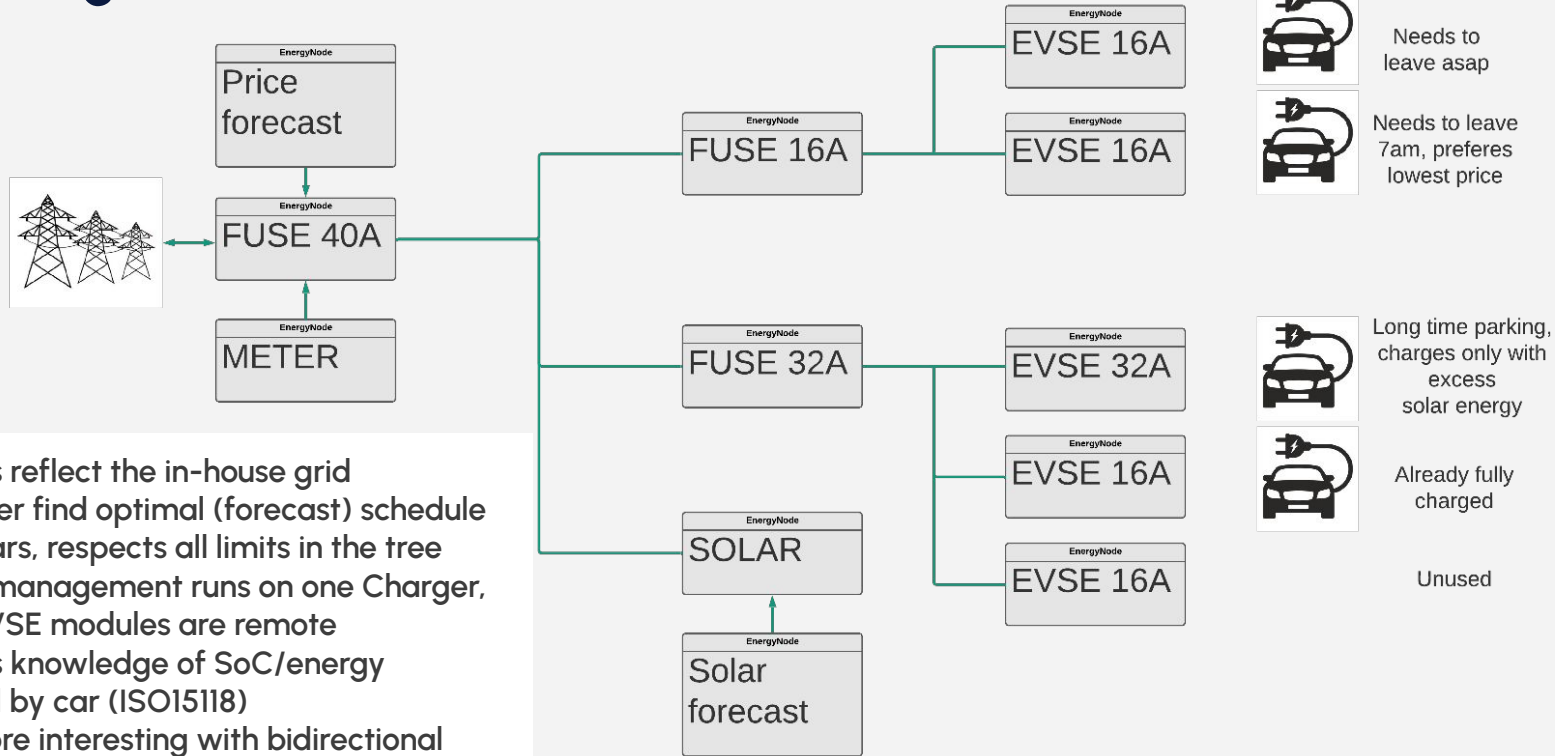 EnergyNode
Price
forecast
EnergyNode
FUSE 40A
EnergyNode
METER
EnergyNode
FUSE 16A
EnergyNode
FUSE 32A
EnergyNode
SOLAR
EnergyNode
Solar
forecast
EnergyNode
EVSE 16A
EnergyNode
EVSE 16A
EnergyNode
EVSE 32A
EnergyNode
EVSE 16A
EnergyNode
EVSE 16A
Needs to
leave asap
Needs to leave
7am, preferes
lowest price
Long time parking,
charges only with
excess
solar energy
Already fully
charged
Unused
reflect the in-house grid
find optimal (forecast) schedule
respects all limits in the tree
management runs on one Charger,
modules are remote
knowledge of SoC/energy
by car (ISO15118)
interesting with bidirectional